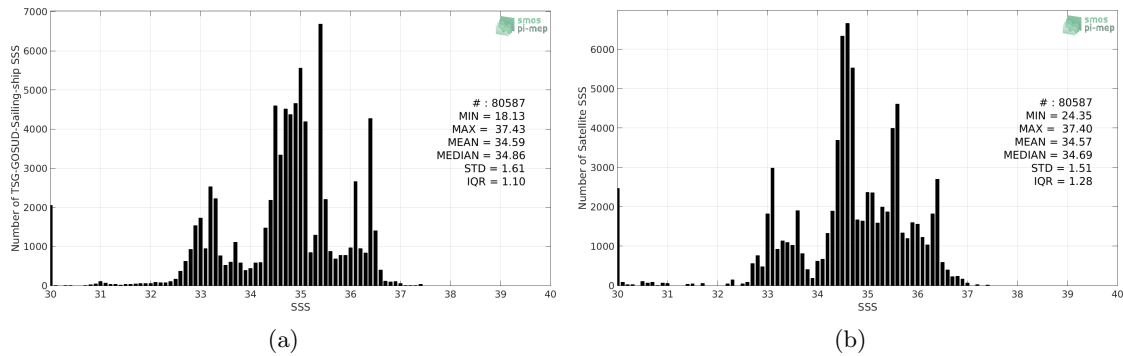 7000
6000
5000
4000
3000
2000
1000
0
30 31 32 33 34 35 36 37 38 39 40
SSS
Number of TSG-GOSUD-Sailing-ship SSS
smos
pi-mep
# : 80587
MIN = 18.13
MAX = 37.43
MEAN = 34.59
MEDIAN = 34.86
STD = 1.61
IQR = 1.10
(a)
6000
5000
4000
3000
2000
1000
0
30 31 32 33 34 35 36 37 38 39 40
SSS
Number of Satellite SSS
smos
pi-mep
# : 80587
MIN = 24.35
MAX = 37.40
MEAN = 34.57
MEDIAN = 34.69
STD = 1.51
IQR = 1.28
(b)